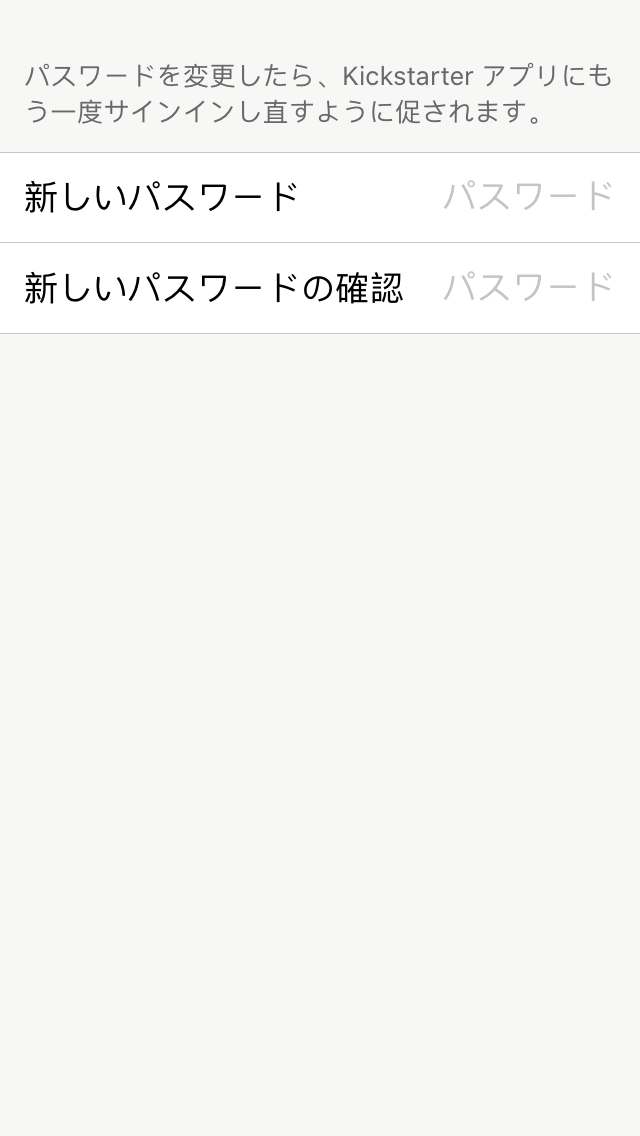 パスワードを変更したら、Kickstarter アプリにも
う一度サインインし直すように促されます。
新しいパスワード パスワード
新しいパスワードの確認 パスワード